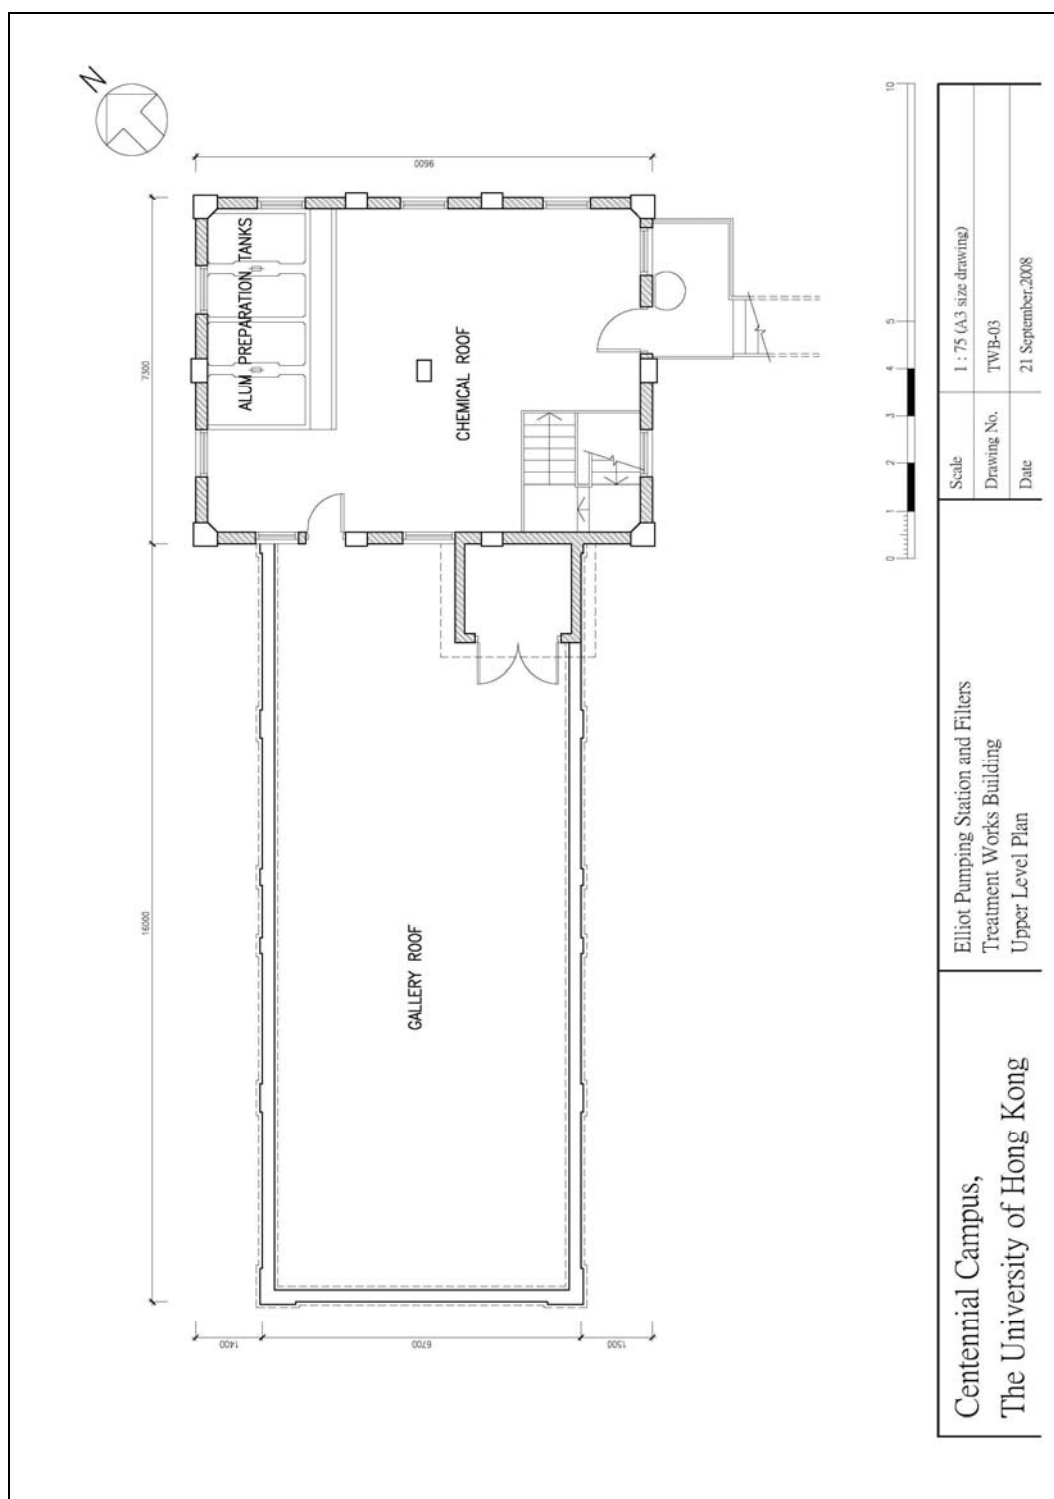 N
9600
7300
ALUM PREPARATION TANKS
CHEMICAL ROOF
16000
GALLERY ROOF
1400
6700
1500
0
1
2
3
4
5
10
Centennial Campus,
The University of Hong Kong
Elliot Pumping Station and Filters
Treatment Works Building
Upper Level Plan
Scale 1 : 75 (A3 size drawing)
Drawing No. TWB-03
Date 21 September,2008